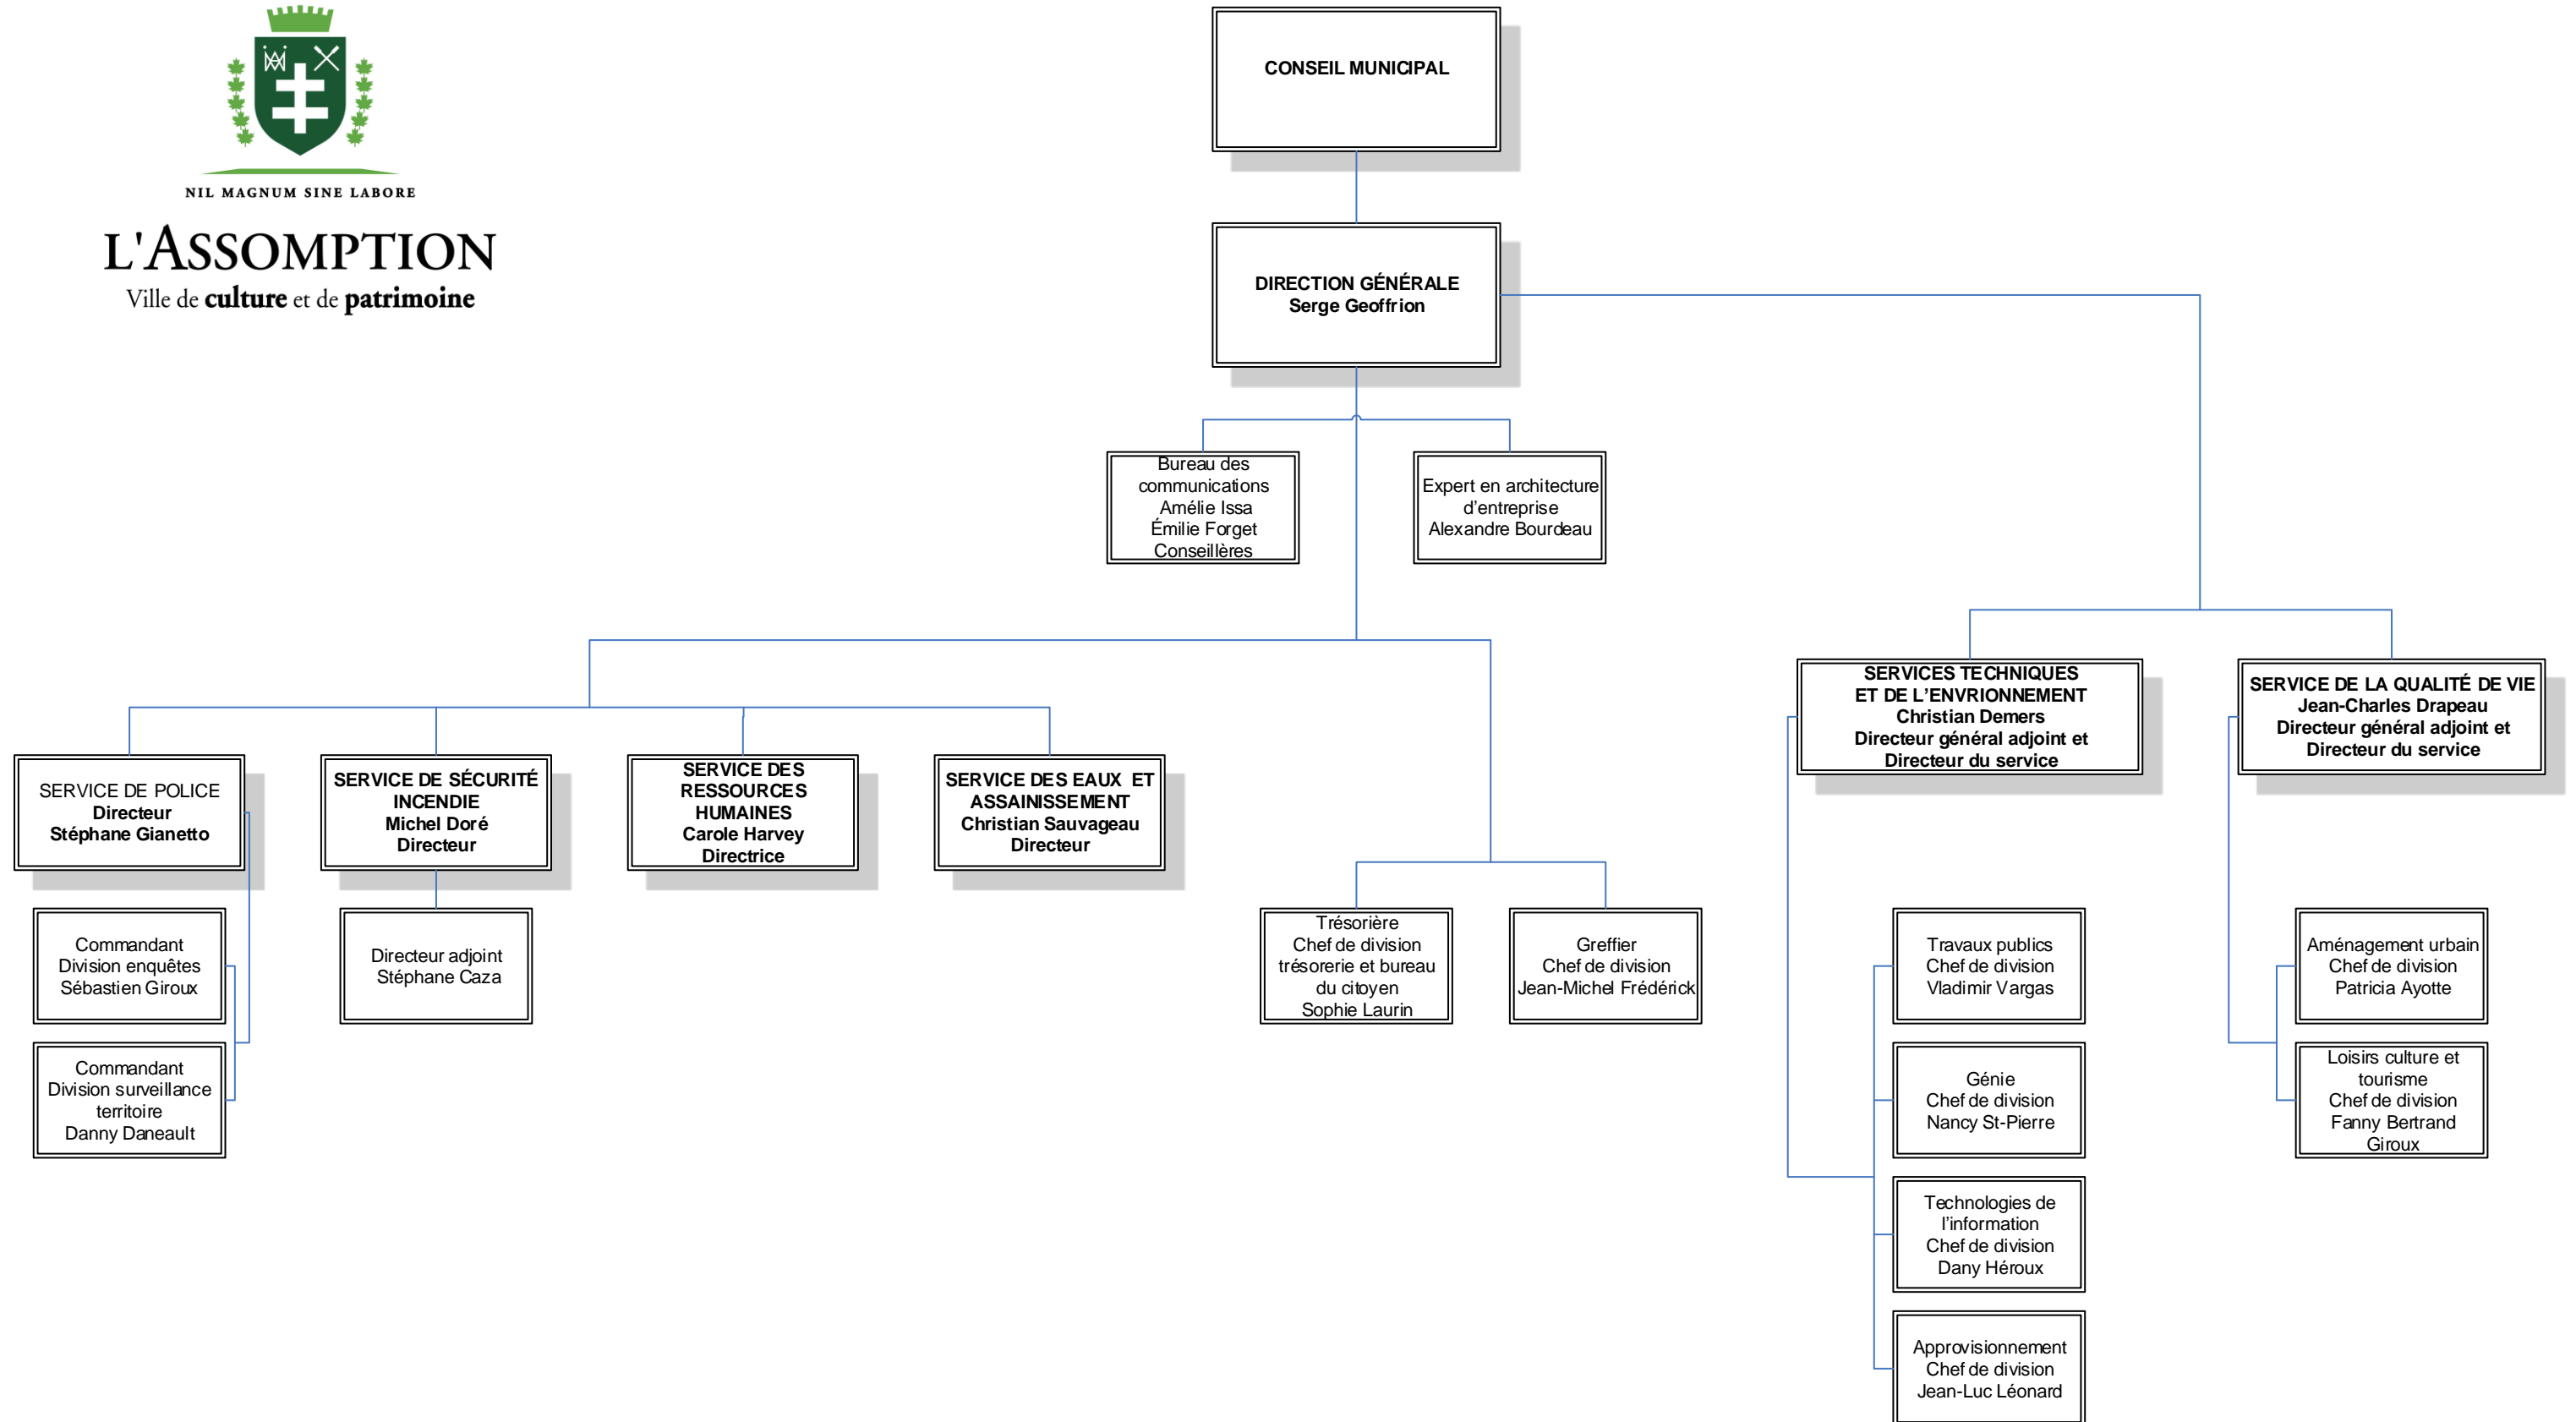 NIL MAGNUM SINE LABORE
L'ASSOMPTION
Ville de culture et de patrimoine
CONSEIL MUNICIPAL
DIRECTION GÉNÉRALE
Serge Geoffrion
Bureau des
communications
Amélie Issa
Émilie Forget
Conseillères
Expert en architecture
d'entreprise
Alexandre Bourdeau
SERVICE DE POLICE
Directeur
Stéphane Gianetto
SERVICE DE SÉCURITÉ
INCENDIE
Michel Doré
Directeur
SERVICE DES
RESSOURCES
HUMAINES
Carole Harvey
Directrice
SERVICE DES EAUX ET
ASSAINISSEMENT
Christian Sauvageau
Directeur
SERVICES TECHNIQUES
ET DE L'ENVRIONNEMENT
Christian Demers
Directeur général adjoint et
Directeur du service
SERVICE DE LA QUALITÉ DE VIE
Jean-Charles Drapeau
Directeur général adjoint et
Directeur du service
Commandant
Division enquêtes
Sébastien Giroux
Commandant
Division surveillance
territoire
Danny Daneault
Directeur adjoint
Stéphane Caza
Trésorière
Chef de division
trésorerie et bureau
du citoyen
Sophie Laurin
Greffier
Chef de division
Jean-Michel Frédérick
Travaux publics
Chef de division
Vladimir Vargas
Génie
Chef de division
Nancy St-Pierre
Technologies de
l'information
Chef de division
Dany Héroux
Approvisionnement
Chef de division
Jean-Luc Léonard
Aménagement urbain
Chef de division
Patricia Ayotte
Loisirs culture et
tourisme
Chef de division
Fanny Bertrand
Giroux